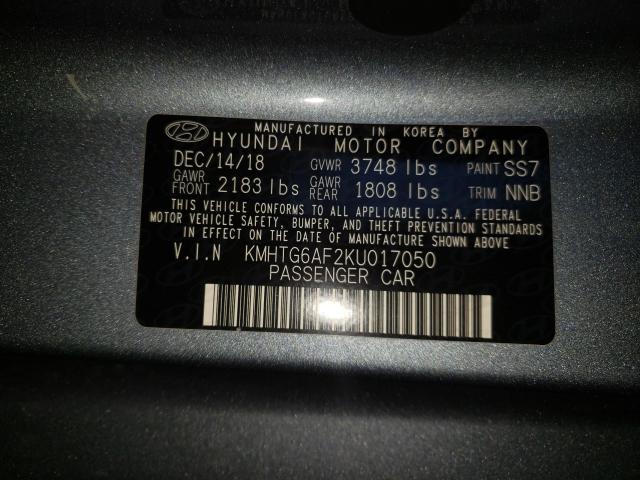 MANUFACTURED IN KOREA BY
HYUNDAI MOTOR COMPANY
DEC/14/18 GVWR 3748 lbs PAINT SS7
GAWR FRONT 2183 lbs GAWR REAR 1808 lbs TRIM NNB
THIS VEHICLE CONFORMS TO ALL APPLICABLE U.S.A. FEDERAL
MOTOR VEHICLE SAFETY, BUMPER, AND THEFT PREVENTION STANDARDS
IN EFFECT ON THE DATE OF MANUFACTURE SHOWN ABOVE.
V.I.N KMHTG6AF2KU017050
PASSENGER CAR